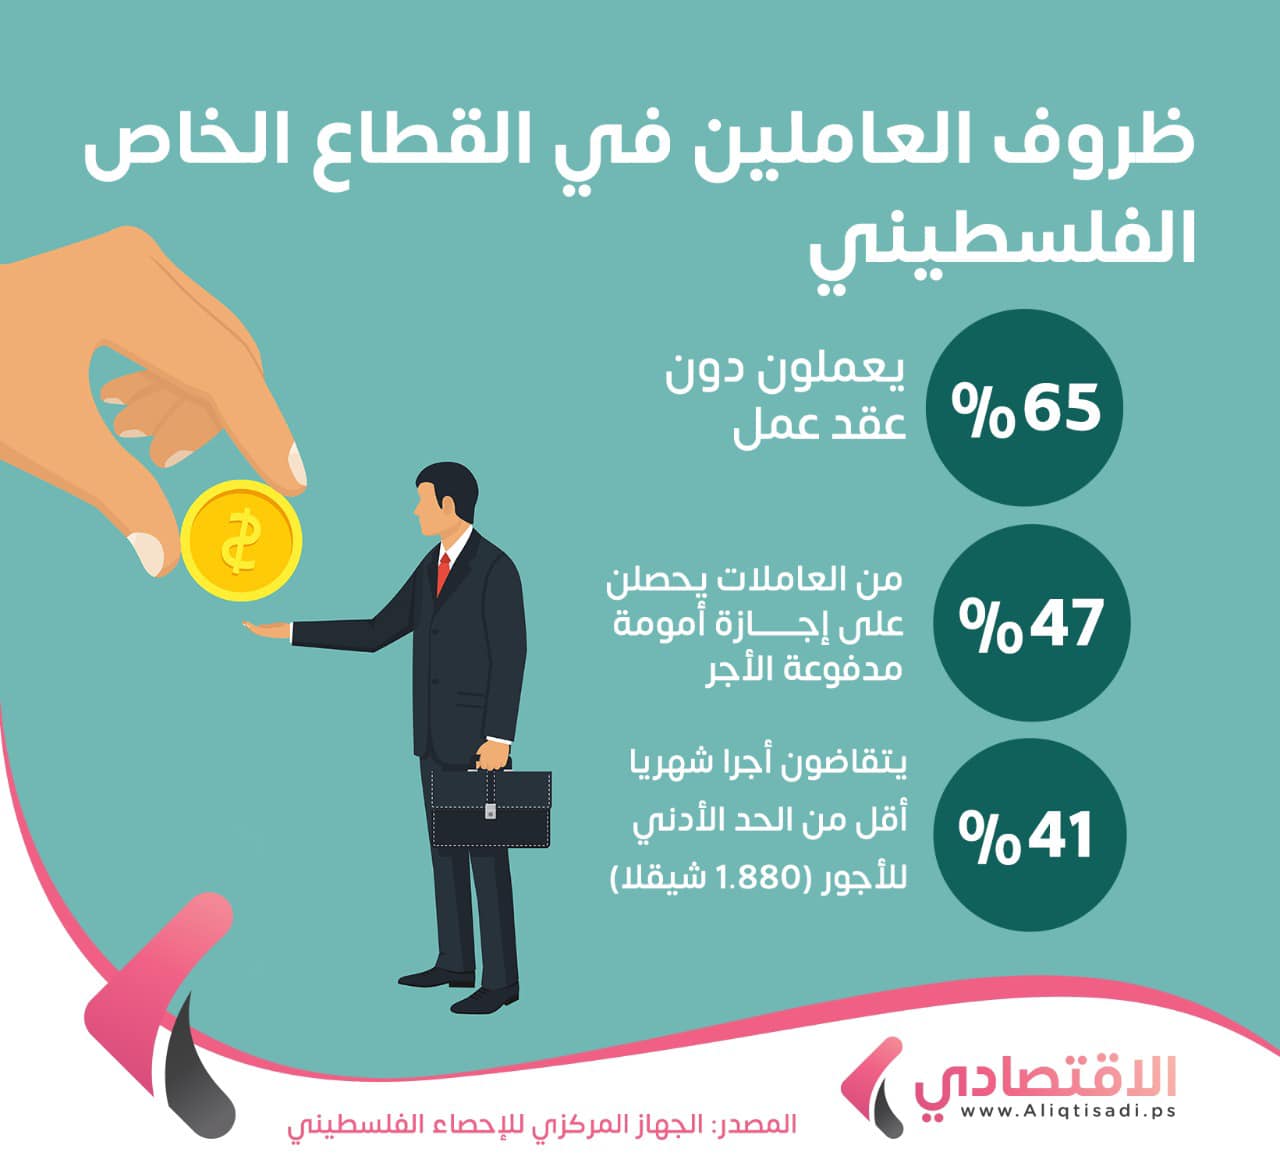 ظروف العاملين في القطاع الخاص
الفلسطيني
%65
يعملون دون
عقد عمل
%47
من العاملات يحصلن
على إجـــــازة أمومة
مدفوعة الأجر
%41
يتقاضون أجرا شهريا
أقل من الحد الأدني
للأجور (1.880 شيقلا)
الاقتصادي
www.Aliqtisadi.ps
المصدر: الجهاز المركزي للإحصاء الفلسطيني